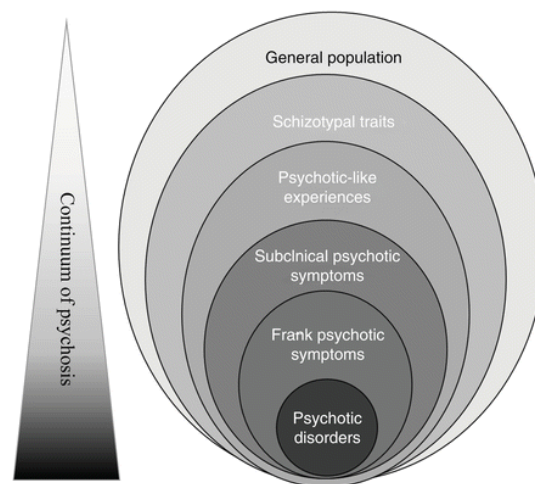 Continuum of psychosis
General population
Schizotypal traits
Psychotic-like
experiences
Subclnical psychotic
symptoms
Frank psychotic
symptoms
Psychotic
disorders